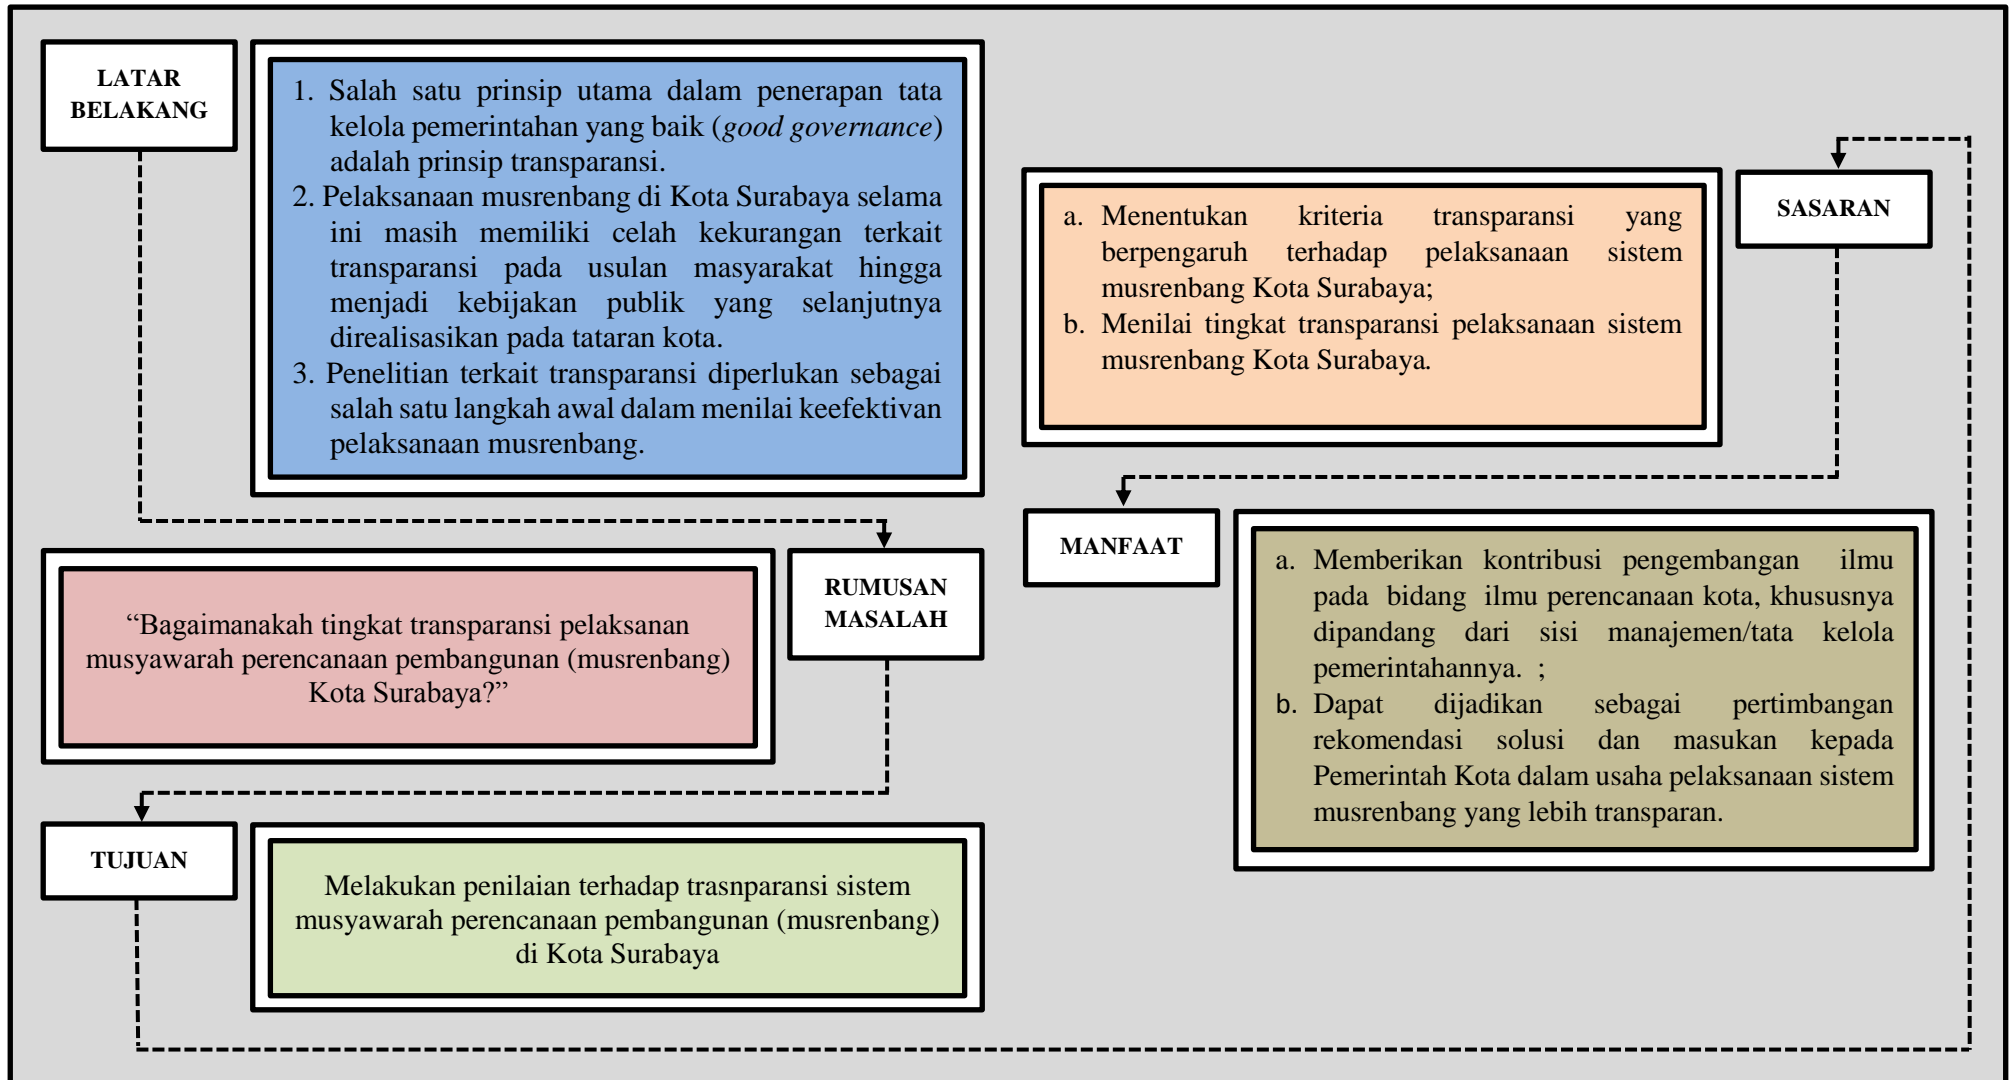 LATAR
BELAKANG
1. Salah satu prinsip utama dalam penerapan tata
kelola pemerintahan yang baik (good governance)
adalah prinsip transparansi.
2. Pelaksanaan musrenbang di Kota Surabaya selama
ini masih memiliki celah kekurangan terkait
transparansi pada usulan masyarakat hingga
menjadi kebijakan publik yang selanjutnya
direalisasikan pada tataran kota.
3. Penelitian terkait transparansi diperlukan sebagai
salah satu langkah awal dalam menilai keefektivan
pelaksanaan musrenbang.
RUMUSAN
MASALAH
“Bagaimanakah tingkat transparansi pelaksanan
musyawarah perencanaan pembangunan (musrenbang)
Kota Surabaya?”
TUJUAN
Melakukan penilaian terhadap trasnparansi sistem
musyawarah perencanaan pembangunan (musrenbang)
di Kota Surabaya
SASARAN
a. Menentukan kriteria transparansi yang
berpengaruh terhadap pelaksanaan sistem
musrenbang Kota Surabaya;
b. Menilai tingkat transparansi pelaksanaan sistem
musrenbang Kota Surabaya.
MANFAAT
a. Memberikan kontribusi pengembangan ilmu
pada bidang ilmu perencanaan kota, khususnya
dipandang dari sisi manajemen/tata kelola
pemerintahannya. ;
b. Dapat dijadikan sebagai pertimbangan
rekomendasi solusi dan masukan kepada
Pemerintah Kota dalam usaha pelaksanaan sistem
musrenbang yang lebih transparan.